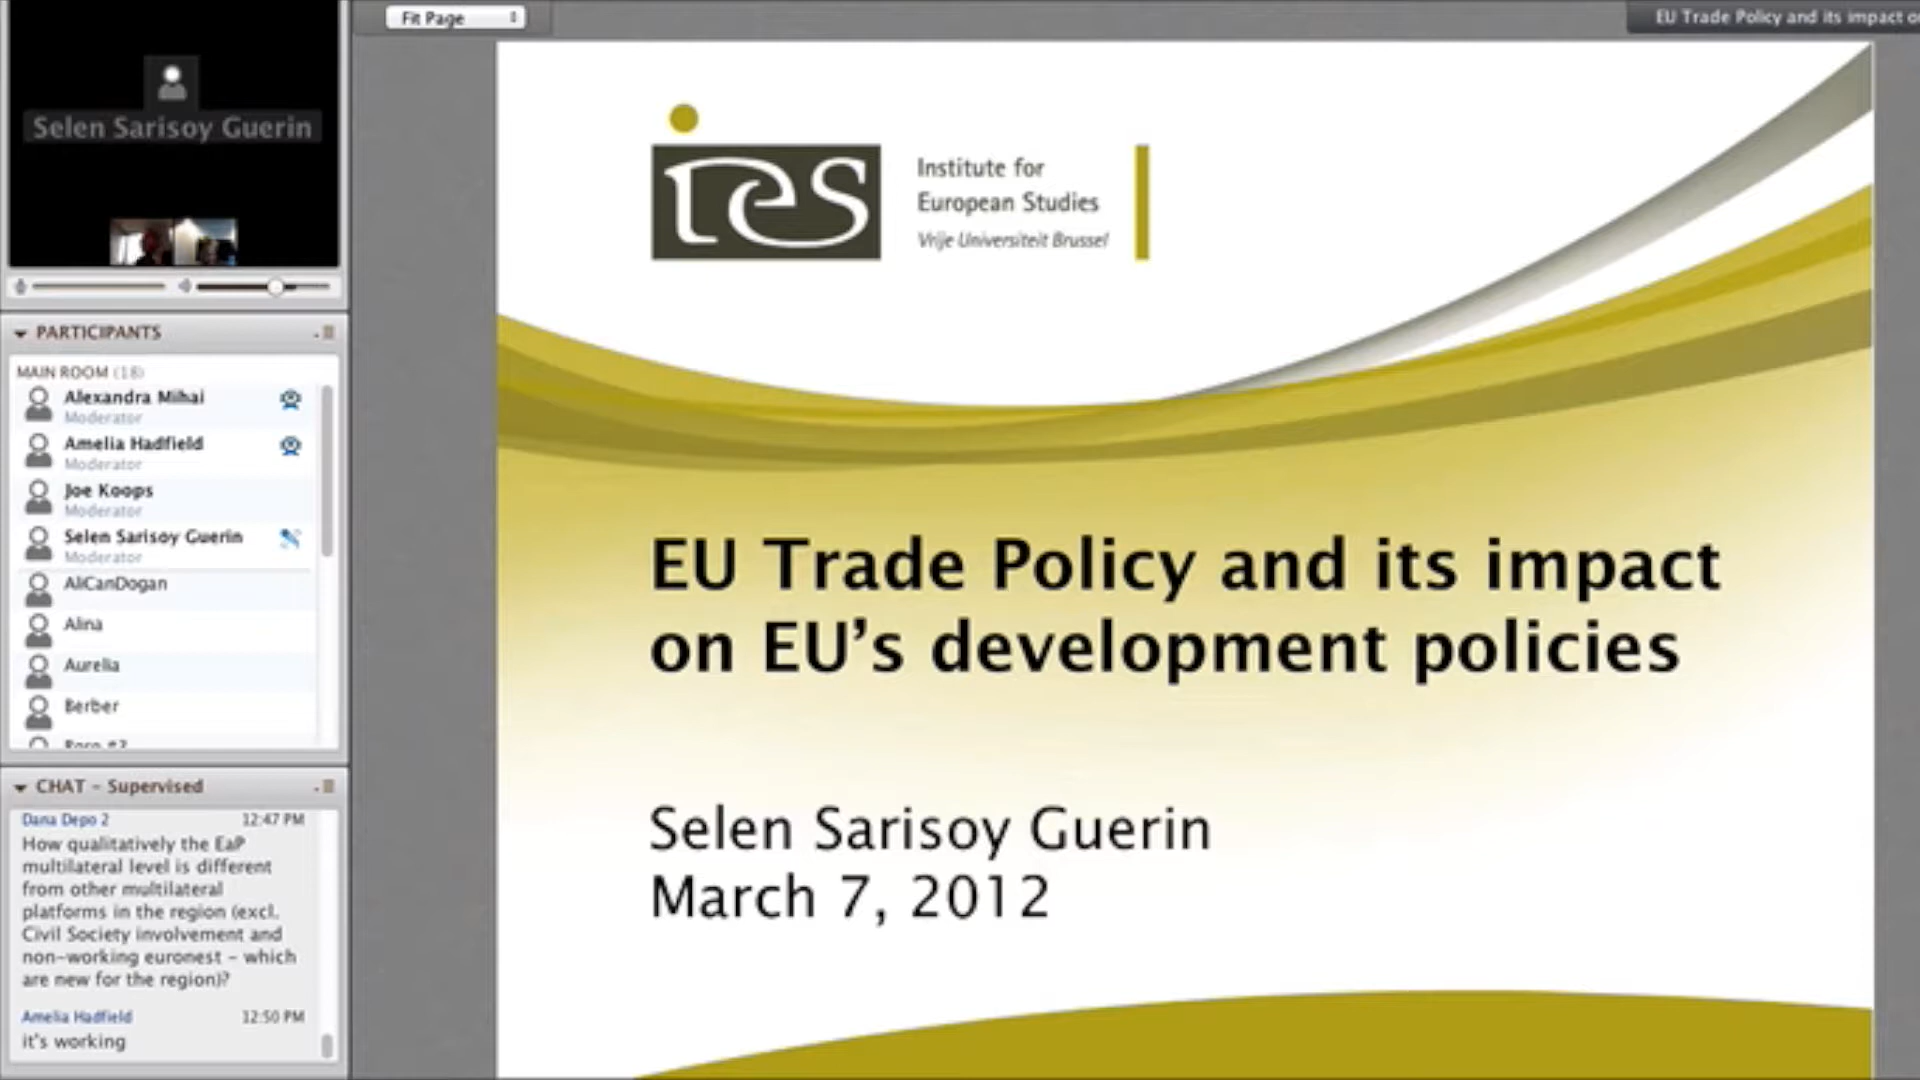 Fit Page
EU Trade Policy and its impact
Selen Sarisoy Guerin
PARTICIPANTS
MAIN ROOM (18)
Alexandra Mihai
Moderator
Amelia Hadfield
Moderator
Joe Koops
Moderator
Selen Sarisoy Guerin
Moderator
AliCanDogan
Alina
Aurelia
Berber
CHAT - Supervised
Dana Depo 2 12:47 PM
How qualitatively the EaP
multilateral level is different
from other multilateral
platforms in the region (excl.
Civil Society involvement and
non-working euronest - which
are new for the region)?
Amelia Hadfield 12:50 PM
it's working
ies
Institute for
European Studies
Vrije Universiteit Brussel
EU Trade Policy and its impact
on EU’s development policies
Selen Sarisoy Guerin
March 7, 2012